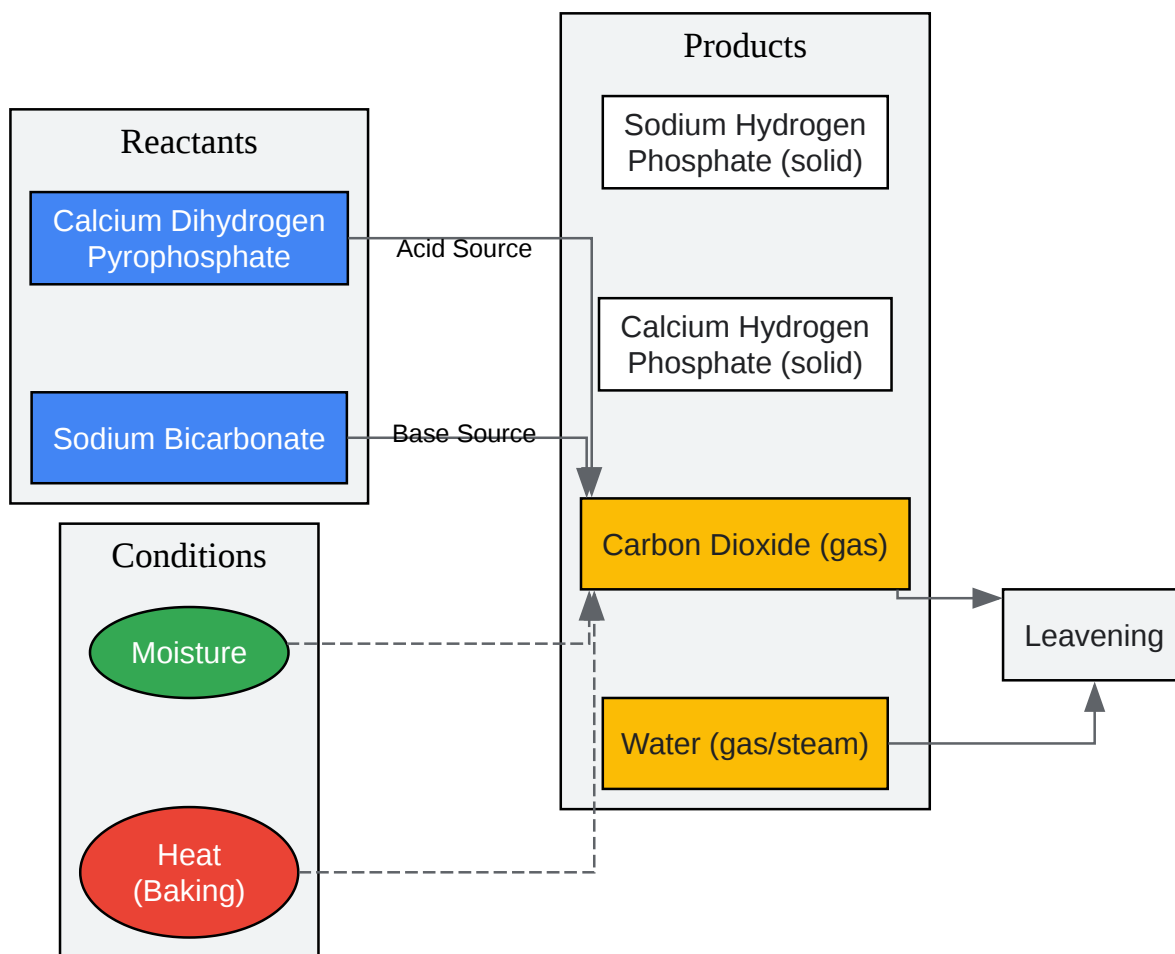 Reactants
Calcium Dihydrogen
Pyrophosphate
Sodium Bicarbonate
Acid Source
Base Source
Conditions
Moisture
Heat
(Baking)
Products
Sodium Hydrogen
Phosphate (solid)
Calcium Hydrogen
Phosphate (solid)
Carbon Dioxide (gas)
Water (gas/steam)
Leavening